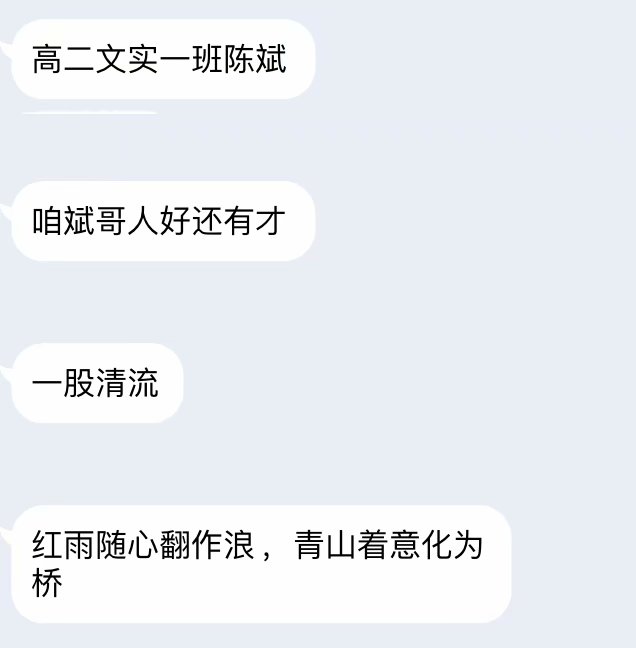 高二文实一班陈斌
咱斌哥人好还有才
一股清流
红雨随心翻作浪，青山着意化为
桥